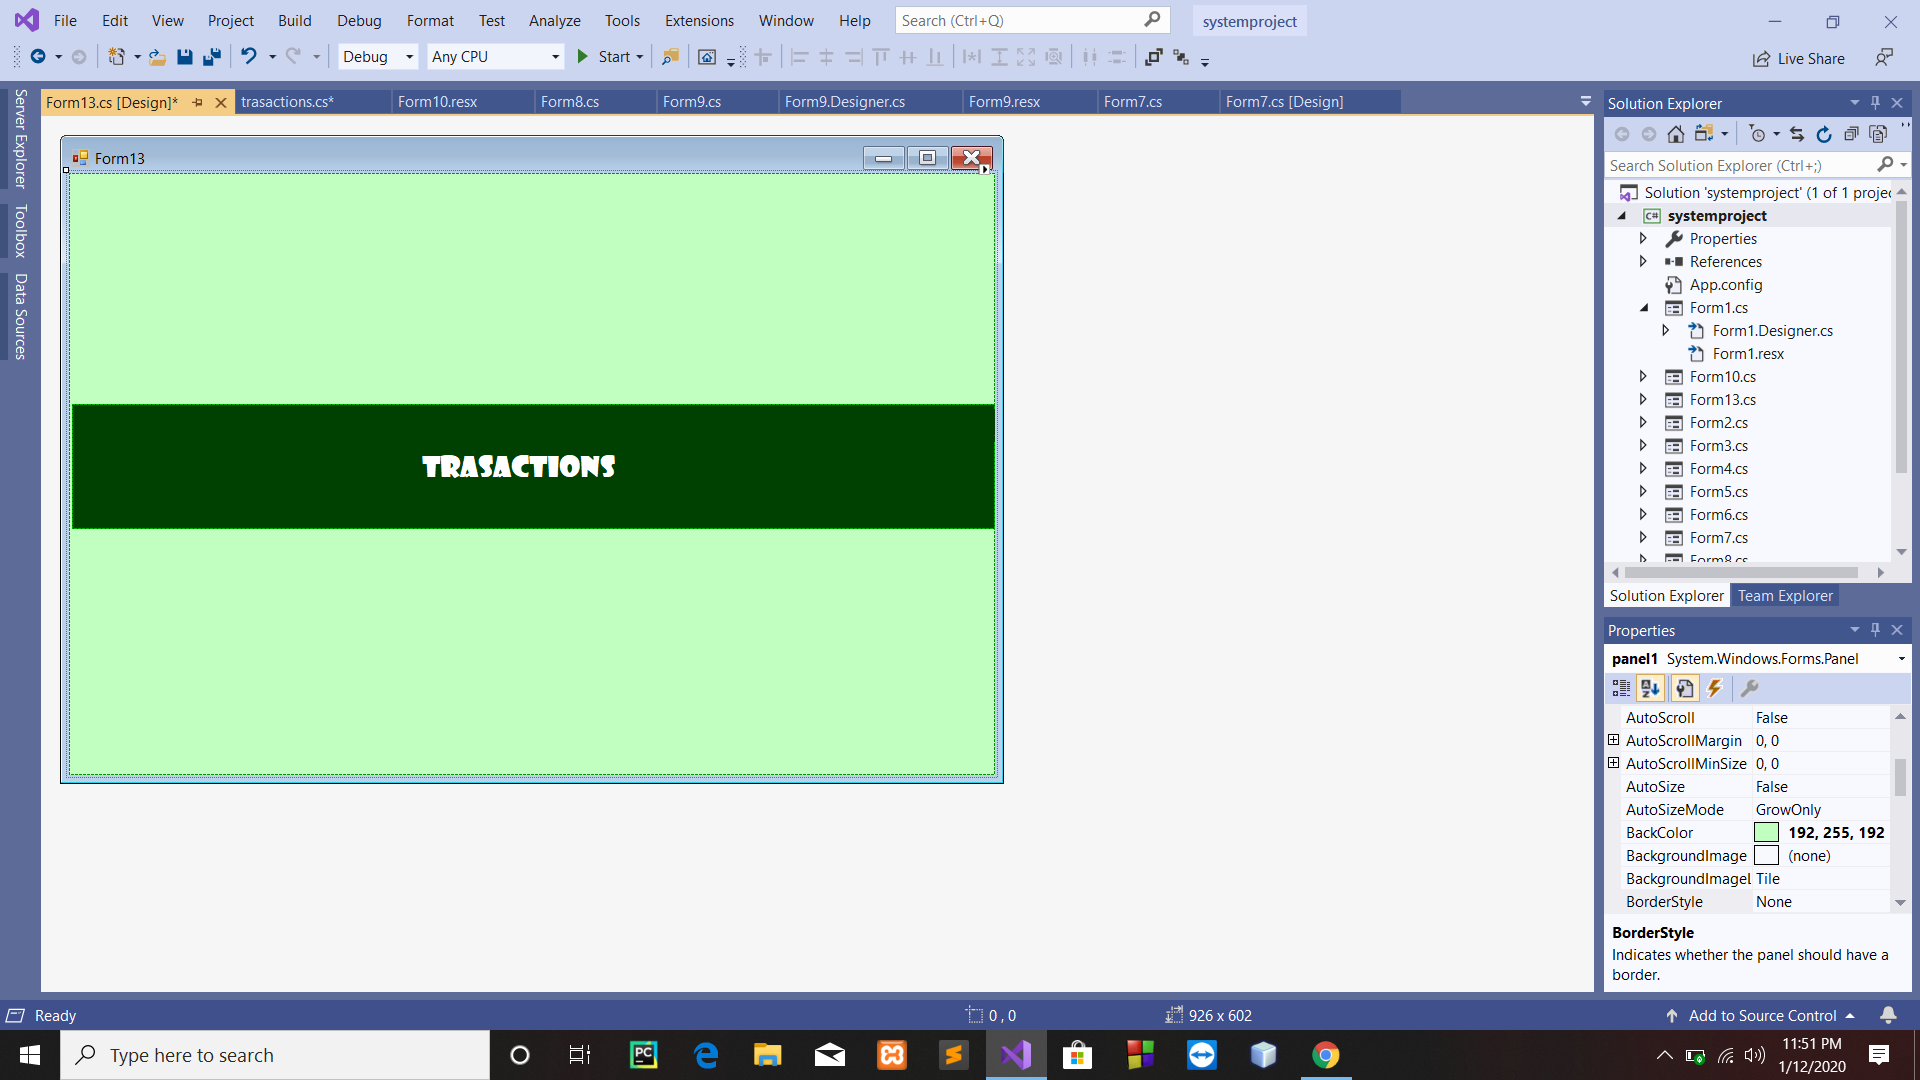 File Edit View Project Build Debug Format Test Analyze Tools Extensions Window Help Search (Ctrl+Q) systemproject
Debug Any CPU Start Live Share
Server Explorer
Toolbox
Data Sources
Form13.cs [Design]* trasactions.cs* Form10.resx Form8.cs Form9.cs Form9.Designer.cs Form9.resx Form7.cs Form7.cs [Design]
Form13
TRASACTIONS
Solution Explorer
Search Solution Explorer (Ctrl+;)
Solution 'systemproject' (1 of 1 projec
C# systemproject
Properties
References
App.config
Form1.cs
Form1.Designer.cs
Form1.resx
Form10.cs
Form13.cs
Form2.cs
Form3.cs
Form4.cs
Form5.cs
Form6.cs
Form7.cs
Form8.cs
Solution Explorer Team Explorer
Properties
panel1 System.Windows.Forms.Panel
AutoScroll False
AutoScrollMargin 0, 0
AutoScrollMinSize 0, 0
AutoSize False
AutoSizeMode GrowOnly
BackColor 192, 255, 192
BackgroundImage (none)
BackgroundImageL Tile
BorderStyle None
BorderStyle
Indicates whether the panel should have a
border.
Ready 0 , 0 926 x 602 Add to Source Control
Type here to search
PC
11:51 PM
1/12/2020